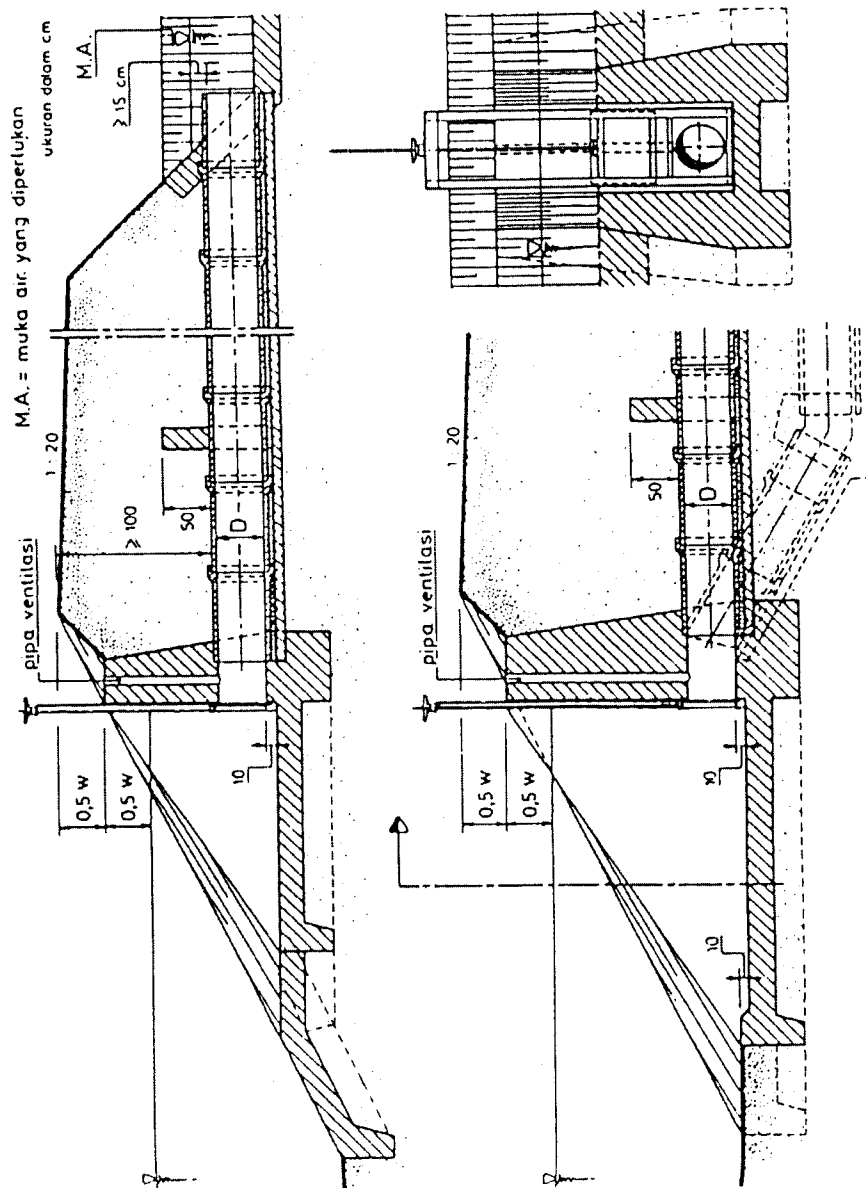 M.A. = muka air yang diperlukan
ukuran dalam cm
M.A.
⩾ 15 cm
1 : 20
⩾ 100
50
D
pipa ventilasi
0,5 w
0,5 w
10
1 : 20
50
D
pipa ventilasi
0,5 w
0,5 w
10
10